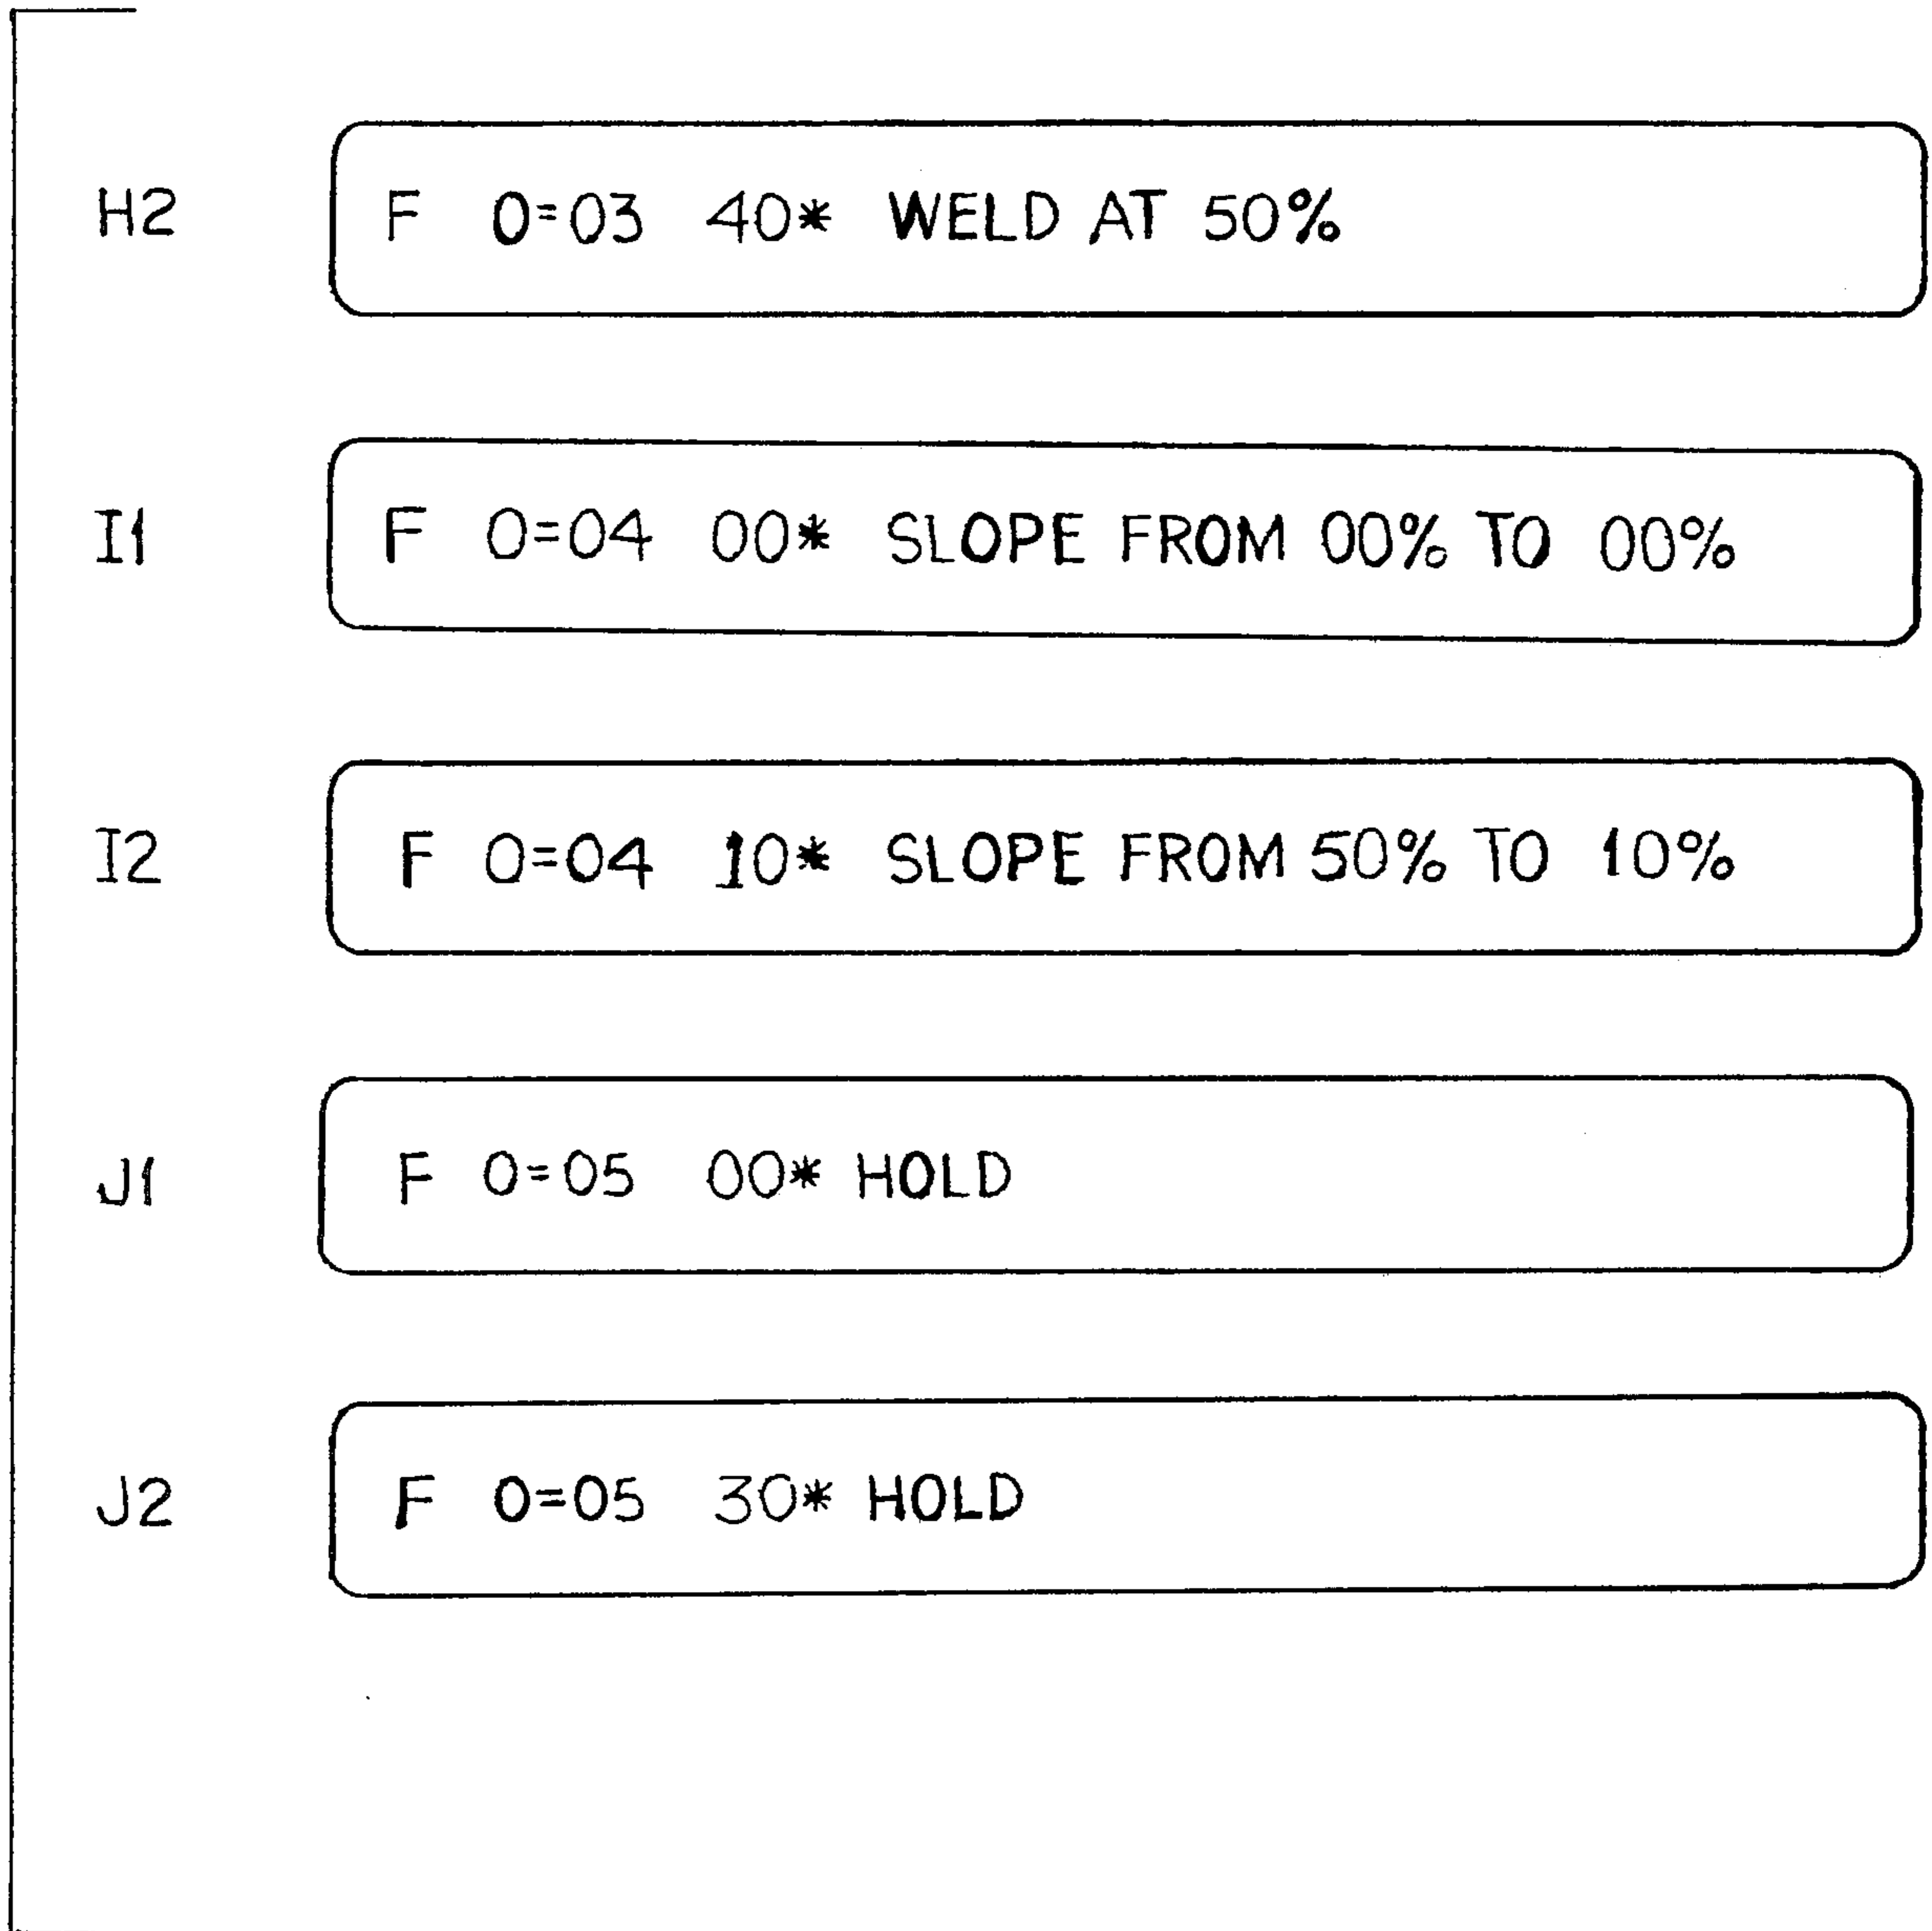 H2 F 0=03 40* WELD AT 50%
I1 F 0=04 00* SLOPE FROM 00% TO 00%
I2 F 0=04 10* SLOPE FROM 50% TO 10%
J1 F 0=05 00* HOLD
J2 F 0=05 30* HOLD